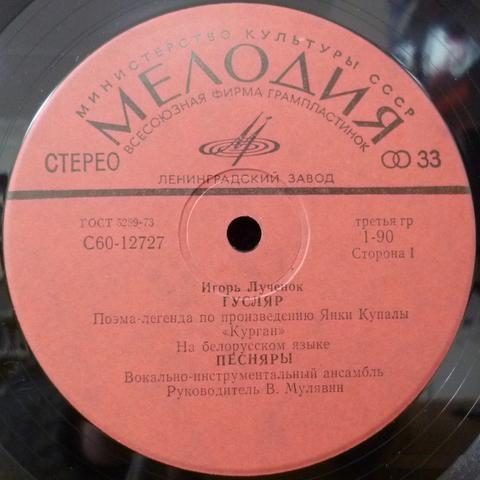 МИНИСТЕРСТВО КУЛЬТУРЫ СССР
МЕЛОДИЯ
ВСЕСОЮЗНАЯ ФИРМА ГРАМПЛАСТИНОК
СТЕРЕО
33
ЛЕНИНГРАДСКИЙ ЗАВОД
ГОСТ 5289-73
С60-12727
третья гр
1-90
Сторона 1
Игорь Лученок
ГУСЛЯР
Поэма-легенда по произведению Янки Купалы
«Курган»
На белорусском языке
ПЕСНЯРЫ
Вокально-инструментальный ансамбль
Руководитель В. Мулявин